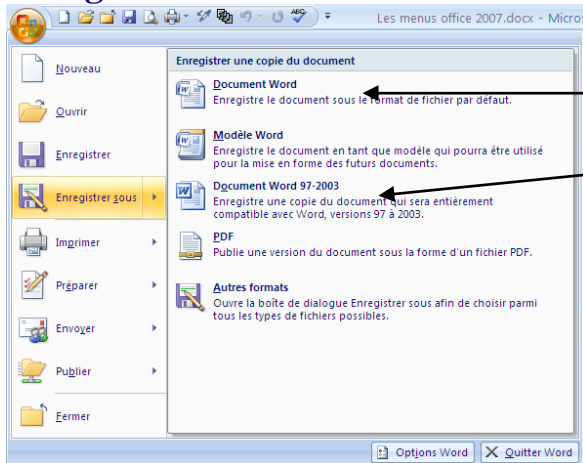 Les menus office 2007.docx - Micros
Nouveau
Ouvrir
Enregistrer
Enregistrer sous
Imprimer
Préparer
Envoyer
Publier
Fermer
Enregistrer une copie du document
Document Word
Enregistre le document sous le format de fichier par défaut.
Modèle Word
Enregistre le document en tant que modèle qui pourra être utilisé
pour la mise en forme des futurs documents.
Document Word 97-2003
Enregistre une copie du document qui sera entièrement
compatible avec Word, versions 97 à 2003.
PDF
Publie une version du document sous la forme d'un fichier PDF.
Autres formats
Ouvre la boîte de dialogue Enregistrer sous afin de choisir parmi
tous les types de fichiers possibles.
Options Word
Quitter Word